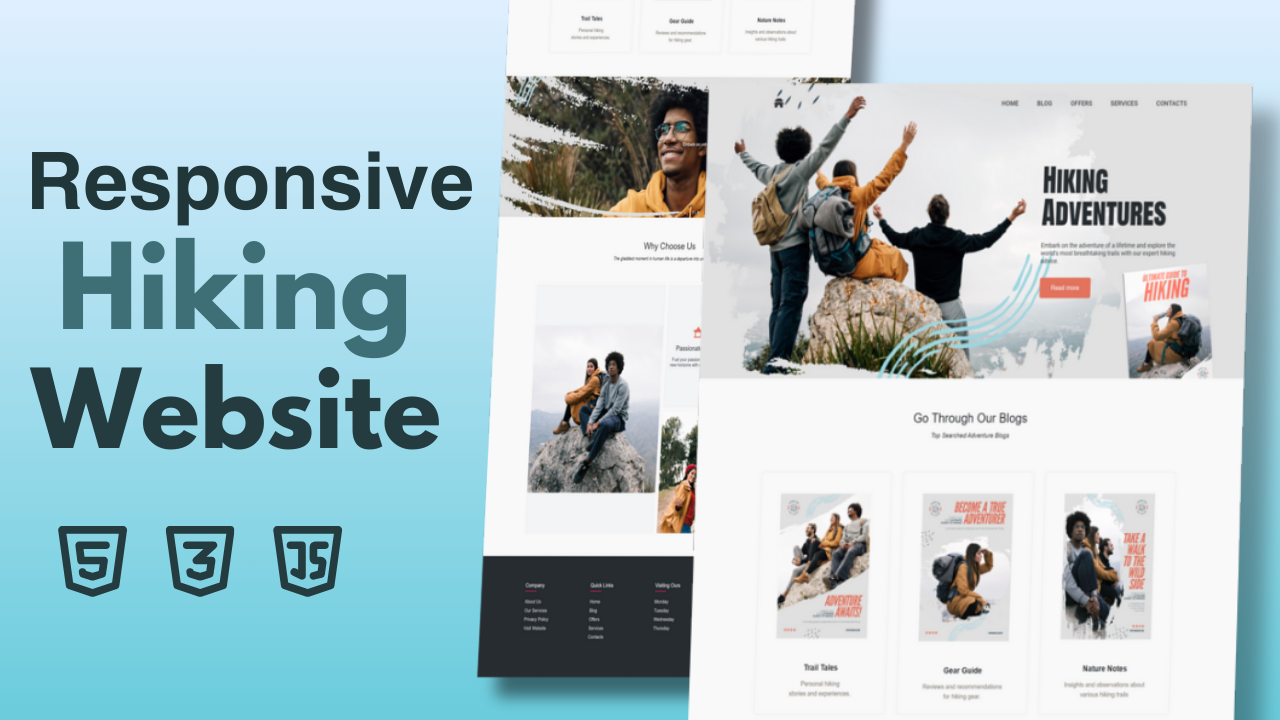 Responsive
Hiking
Website
5
3
JS
Trail Tales
Personal hiking
stories and experiences.
Gear Guide
Reviews and recommendations
for hiking gear.
Nature Notes
Insights and observations about
various hiking trails
Why Choose Us
The gladdest moment in human life is a departure into
Company
About Us
Our Services
Privacy Policy
Visit Website
Quick Links
Home
Blog
Offers
Services
Contacts
Visiting Ours
Monday
Tuesday
Wednesday
Thursday
HOME
BLOG
OFFERS
SERVICES
CONTACTS
HIKING
ADVENTURES
Embark on the adventure of a lifetime and explore the
world's most breathtaking trails with our expert hiking
advice.
Read more
ULTIMATE GUIDE TO
HIKING
Go Through Our Blogs
Top Searched Adventure Blogs
ADVENTURE
AWAITS!
Trail Tales
Personal hiking
stories and experiences.
BECOME A TRUE
ADVENTURER
Gear Guide
Reviews and recommendations
for hiking gear.
TAKE A
WALK
TO THE
WILD
SIDE
Nature Notes
Insights and observations about
various hiking trails